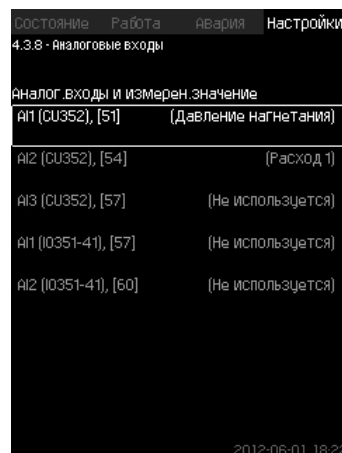 Состояние Работа Авария Настройки
4.3.8 - Аналоговые входы
Аналог.входы и измерен.значение
AI1 (CU352), [51] (Давление нагнетания)
AI2 (CU352), [54] (Расход 1)
AI3 (CU352), [57] (Не используется)
AI1 (IO351-41), [57] (Не используется)
AI2 (IO351-41), [60] (Не используется)
2012-06-01 18:22